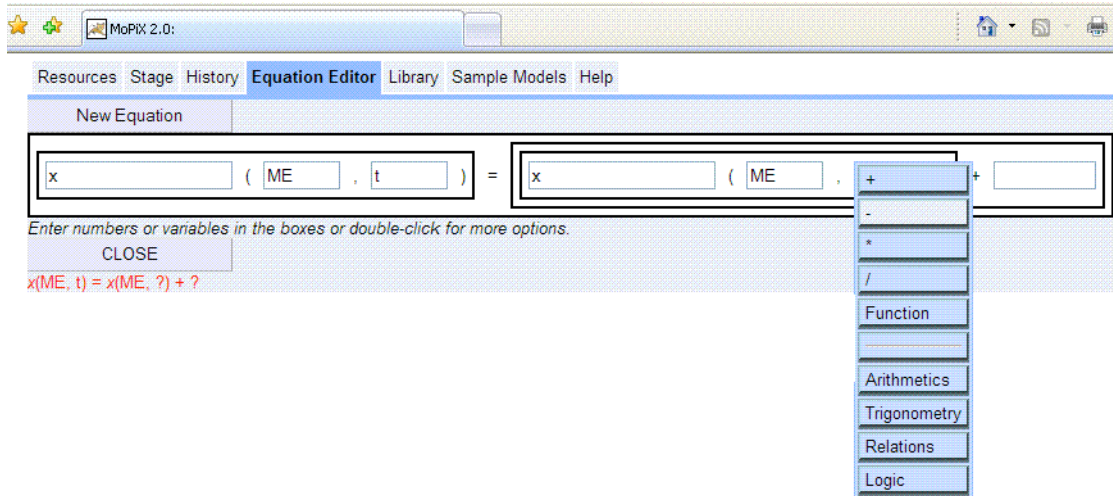 MoPiX 2.0:
Resources Stage History Equation Editor Library Sample Models Help
New Equation
x ( ME , t ) = x ( ME , + 
Enter numbers or variables in the boxes or double-click for more options.
CLOSE
x(ME, t) = x(ME, ?) + ?
+
-
*
/
Function
Arithmetics
Trigonometry
Relations
Logic